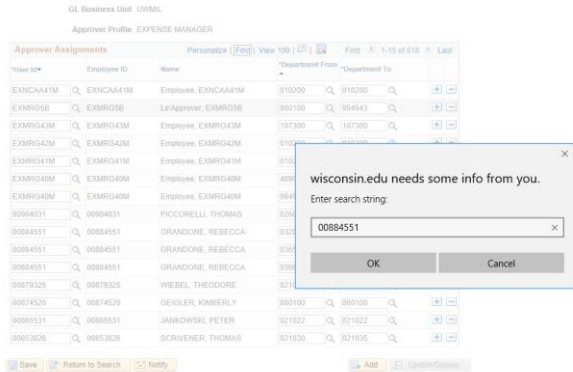 GL Business Unit UWMIL
Approver Profile EXPENSE MANAGER
Approver Assignments Personalize | Find | View 100 | First 1-15 of 618 Last
*User Id Employee ID Name *Department From *Department To
EXNCAA41M EXNCAA41M Employee, EXNCAA41M 010200 010200
EXMRG5B EXMRG5B Le'Approver, EXMRG5B 860100 994943
EXMRG43M EXMRG43M Employee, EXMRG43M 107300 107300
EXMRG42M EXMRG42M Employee, EXMRG42M
EXMRG41M EXMRG41M Employee, EXMRG41M
EXMRG40M EXMRG40M Employee, EXMRG40M
EXMRG40M EXMRG40M Employee, EXMRG40M
00904031 00904031 PICCORELLI, THOMAS
00884551 00884551 GRANDONE, REBECCA
00884551 00884551 GRANDONE, REBECCA
00884551 00884551 GRANDONE, REBECCA
00879325 00879325 WIEBEL, THEODORE
00874520 00874520 GEIGLER, KIMBERLY 860100 860100
00865531 00865531 JANKOWSKI, PETER 021022 021022
00853826 00853826 SCRIVENER, THOMAS 021030 021035
Save Return to Search Notify Add Update/Display
wisconsin.edu needs some info from you.
Enter search string:
00884551
OK Cancel